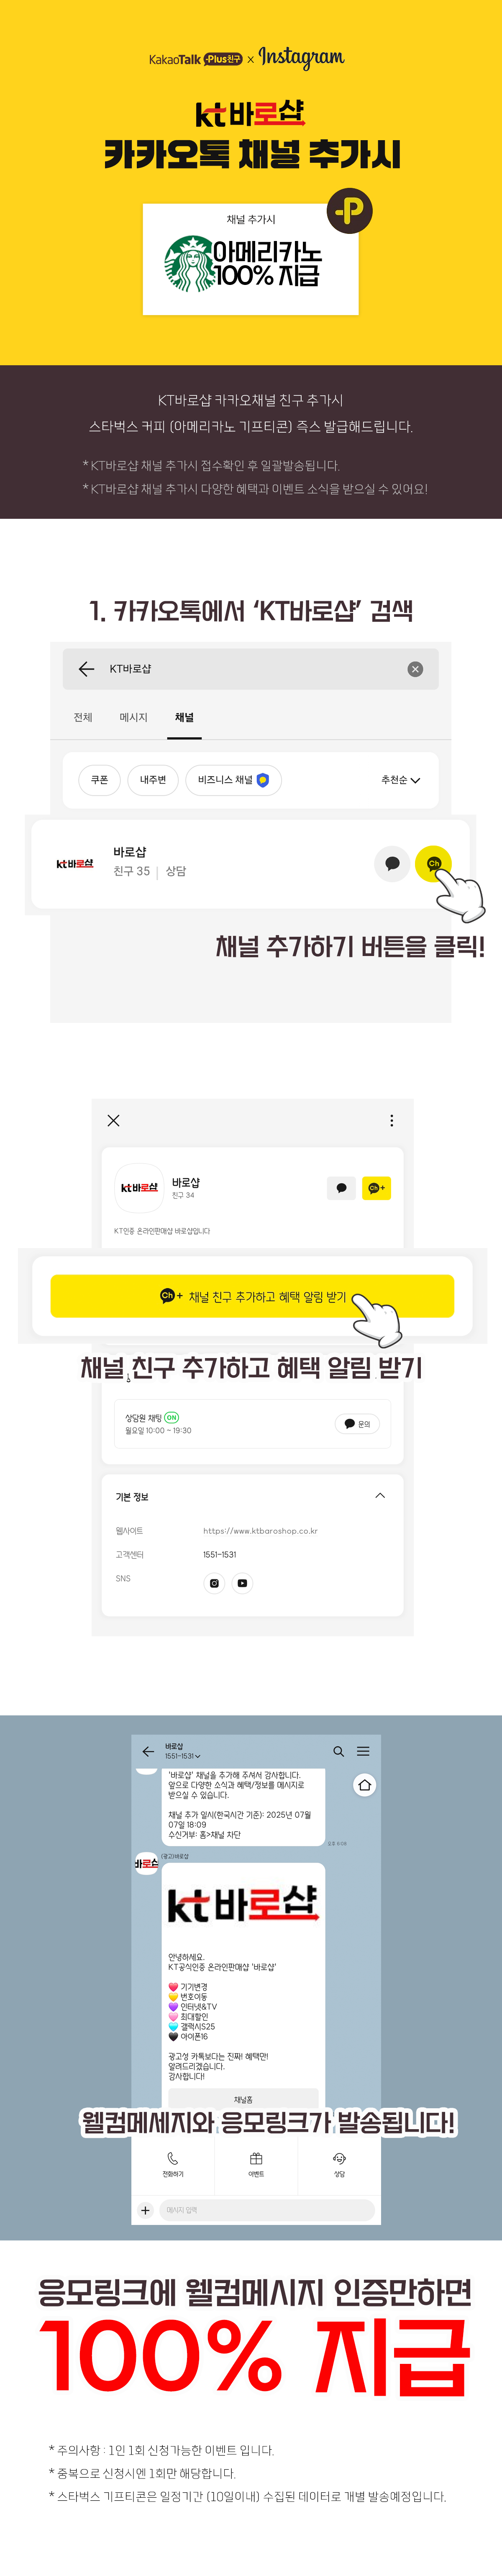 KakaoTalk Plus친구 × Instagram
kt바로샵
카카오톡 채널 추가시
채널 추가시
아메리카노
100% 지급
KT바로샵 카카오채널 친구 추가시
스타벅스 커피 (아메리카노 기프티콘) 즉스 발급해드립니다.
* KT바로샵 채널 추가시 접수확인 후 일괄발송됩니다.
* KT바로샵 채널 추가시 다양한 혜택과 이벤트 소식을 받으실 수 있어요!
1. 카카오톡에서 ‘KT바로샵’ 검색
KT바로샵
전체 메시지 채널
쿠폰 내주변 비즈니스 채널 추천순
kt바로샵
바로샵
친구 35 | 상담
Ch
채널 추가하기 버튼을 클릭!
kt바로샵
바로샵
친구 34
Ch+
KT인증 온라인판매샵 바로샵입니다
Ch+ 채널 친구 추가하고 혜택 알림 받기
채널 친구 추가하고 혜택 알림 받기
상담원 채팅 ON
월요일 10:00 ~ 19:30
문의
기본 정보
웹사이트 https://www.ktbaroshop.co.kr
고객센터 1551-1531
SNS
바로샵
1551-1531
'바로샵' 채널을 추가해 주셔서 감사합니다.
앞으로 다양한 소식과 혜택/정보를 메시지로
받으실 수 있습니다.
채널 추가 일시(한국시간 기준): 2025년 07월
07일 18:09
수신거부: 홈>채널 차단
(광고)바로샵
kt바로샵
안녕하세요.
KT공식인증 온라인판매샵 '바로샵'
기기변경
번호이동
인터넷&TV
최대할인
갤럭시S25
아이폰16
광고성 카톡보다는 진짜! 혜택만!
알려드리겠습니다.
감사합니다!
채널홈
웰컴메세지와 응모링크가 발송됩니다!
전화하기 이벤트 상담
메시지 입력
응모링크에 웰컴메시지 인증만하면
100% 지급
* 주의사항 : 1인 1회 신청가능한 이벤트 입니다.
* 중복으로 신청시엔 1회만 해당합니다.
* 스타벅스 기프티콘은 일정기간 (10일이내) 수집된 데이터로 개별 발송예정입니다.